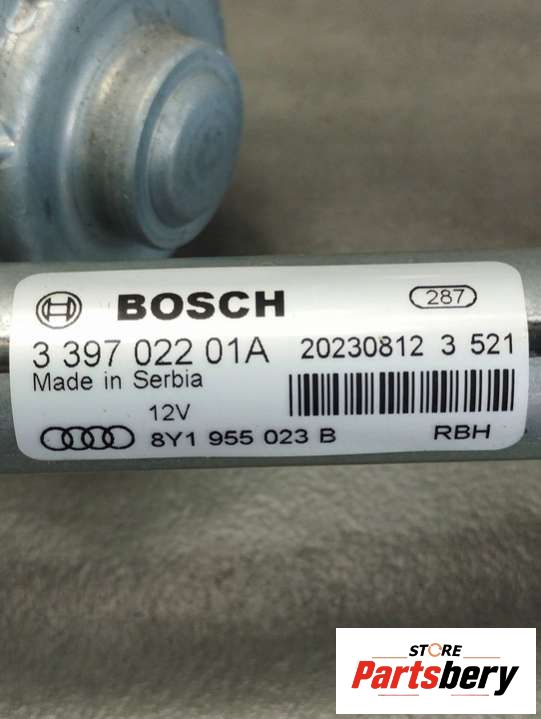 BOSCH
287
3 397 022 01A
20230812 3 521
Made in Serbia
12V
8Y1 955 023 B
RBH
STORE
Partsbery